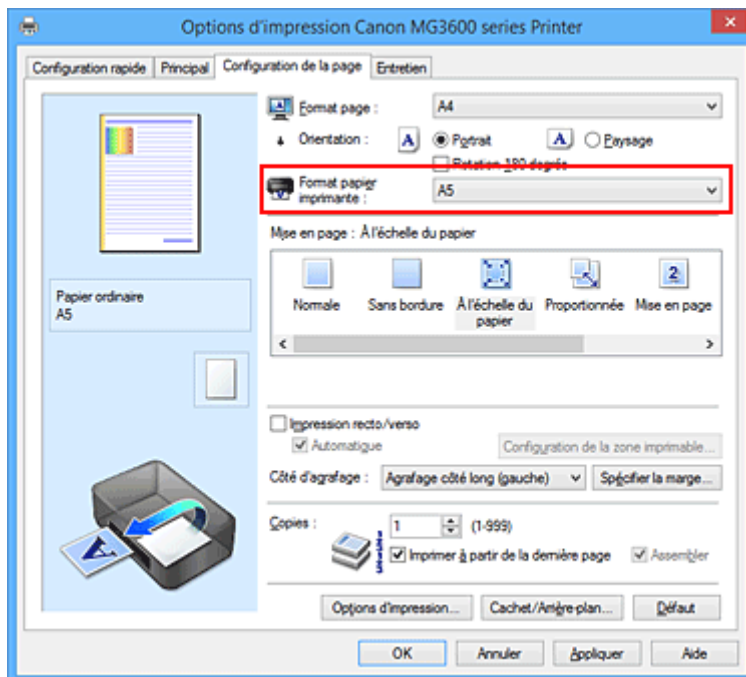 Options d'impression Canon MG3600 series Printer
Configuration rapide Principal Configuration de la page Entretien
Format page : A4
Orientation : A Portrait A Paysage
Rotation 180 degrés
Format papier imprimante : A5
Mise en page : À l'échelle du papier
Normale Sans bordure À l'échelle du papier Proportionnée Mise en page
Papier ordinaire
A5
Impression recto/verso
Automatique Configuration de la zone imprimable...
Côté d'agrafage : Agrafage côté long (gauche) Spécifier la marge...
Copies : 1 (1-999)
Imprimer à partir de la dernière page Assembler
Options d'impression... Cachet/Arrière-plan... Défaut
OK Annuler Appliquer Aide